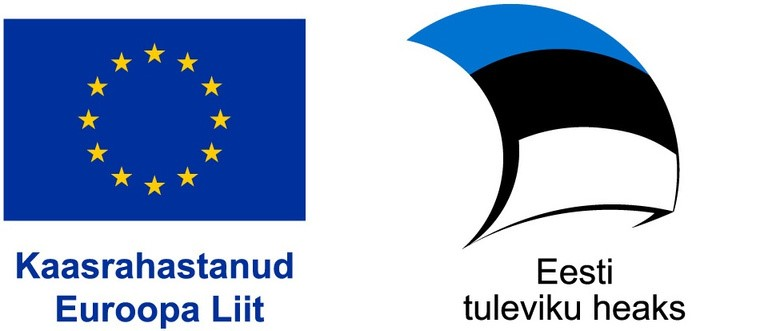 Kaasrahastanud
Euroopa Liit
Eesti
tuleviku heaks